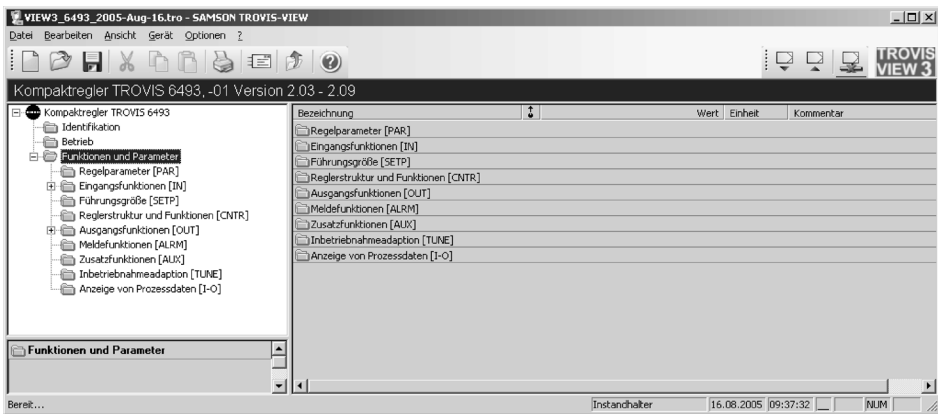 VIEW3_6493_2005-Aug-16.tro - SAMSON TROVIS-VIEW
Datei Bearbeiten Ansicht Gerät Optionen ?
TROVIS
VIEW 3
Kompaktregler TROVIS 6493, -01 Version 2.03 - 2.09
Kompaktregler TROVIS 6493
Identifikation
Betrieb
Funktionen und Parameter
Regelparameter [PAR]
Eingangsfunktionen [IN]
Führungsgröße [SETP]
Reglerstruktur und Funktionen [CNTR]
Ausgangsfunktionen [OUT]
Meldefunktionen [ALRM]
Zusatzfunktionen [AUX]
Inbetriebnahmeadaption [TUNE]
Anzeige von Prozessdaten [I-O]
Bezeichnung Wert Einheit Kommentar
Regelparameter [PAR]
Eingangsfunktionen [IN]
Führungsgröße [SETP]
Reglerstruktur und Funktionen [CNTR]
Ausgangsfunktionen [OUT]
Meldefunktionen [ALRM]
Zusatzfunktionen [AUX]
Inbetriebnahmeadaption [TUNE]
Anzeige von Prozessdaten [I-O]
Funktionen und Parameter
Bereit... Instandhalter 16.08.2005 09:37:32 NUM